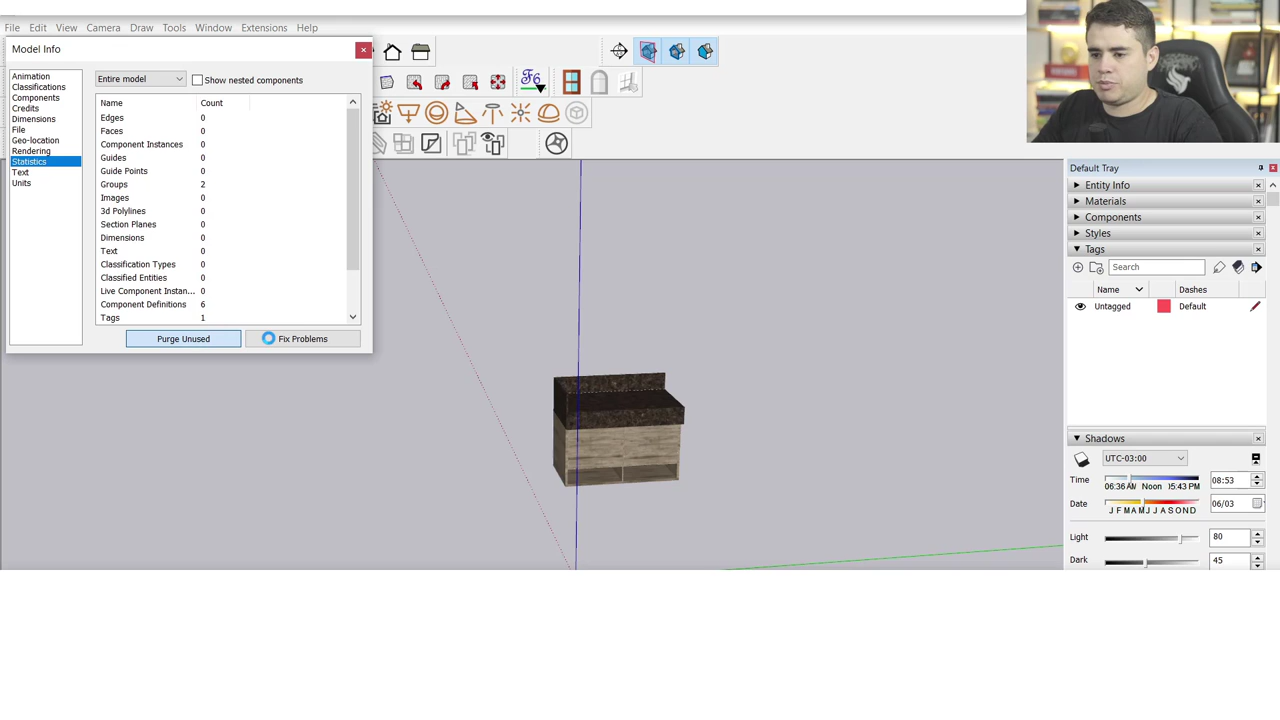 File Edit View Camera Draw Tools Window Extensions Help
Model Info
Animation
Classifications
Components
Credits
Dimensions
File
Geo-location
Rendering
Statistics
Text
Units
Entire model
Show nested components
Name Count
Edges 0
Faces 0
Component Instances 0
Guides 0
Guide Points 0
Groups 2
Images 0
3d Polylines 0
Section Planes 0
Dimensions 0
Text 0
Classification Types 0
Classified Entities 0
Live Component Instan... 0
Component Definitions 6
Tags 1
Purge Unused Fix Problems
F6
Default Tray
Entity Info
Materials
Components
Styles
Tags
Search
Name Dashes
Untagged Default
Shadows
UTC-03:00
Time 08:53
06:36 AM Noon 05:43 PM
Date 06/03
J F M A M J J A S O N D
Light 80
Dark 45